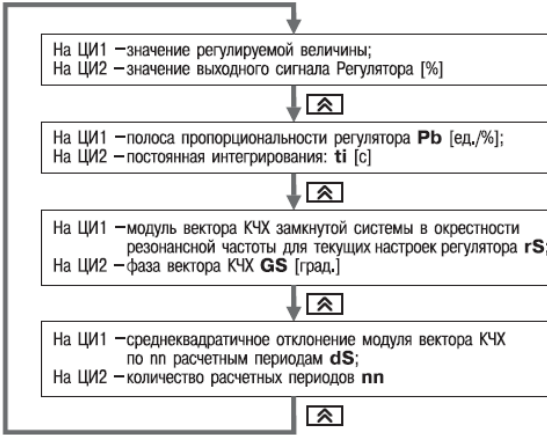 На ЦИ1 –значение регулируемой величины;
На ЦИ2 –значение выходного сигнала Регулятора [%]
На ЦИ1 –полоса пропорциональности регулятора Pb [ед./%];
На ЦИ2 –постоянная интегрирования: ti [с]
На ЦИ1 –модуль вектора КЧХ замкнутой системы в окрестности
резонансной частоты для текущих настроек регулятора rS;
На ЦИ2 –фаза вектора КЧХ GS [град.]
На ЦИ1 –среднеквадратичное отклонение модуля вектора КЧХ
по nn расчетным периодам dS;
На ЦИ2 –количество расчетных периодов nn